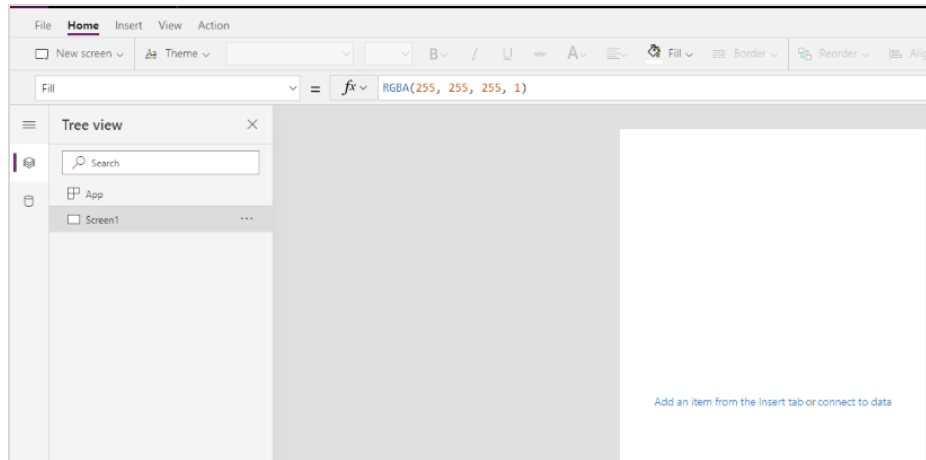 File Home Insert View Action
New screen Theme B / U abc A Fill Border Reorder
Fill = fx RGBA(255, 255, 255, 1)
Tree view
Search
App
Screen1 ...
Add an item from the Insert tab or connect to data